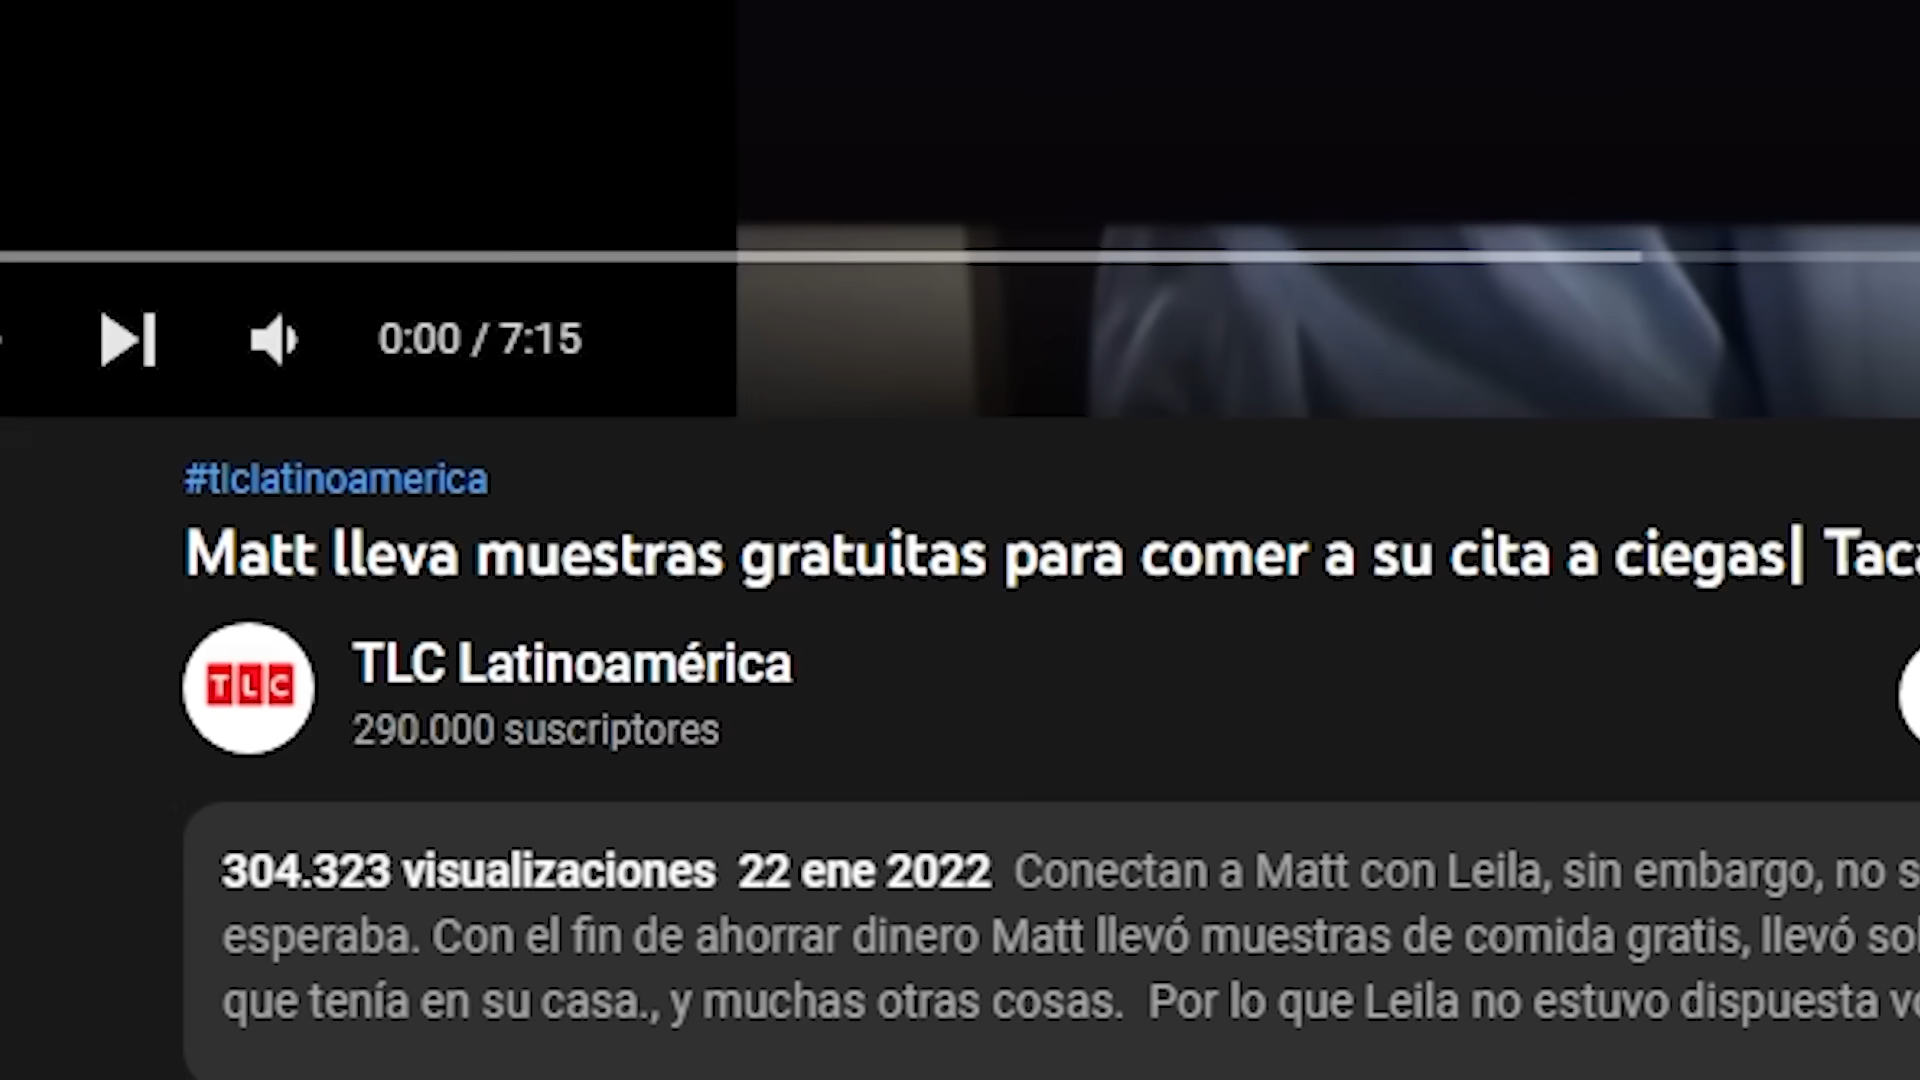 0:00 / 7:15
#tlclatinoamerica
Matt lleva muestras gratuitas para comer a su cita a ciegas|
TLC
TLC Latinoamérica
290.000 suscriptores
304.323 visualizaciones 22 ene 2022 Conectan a Matt con Leila, sin embargo, no
esperaba. Con el fin de ahorrar dinero Matt llevó muestras de comida gratis, llevó
que tenía en su casa., y muchas otras cosas. Por lo que Leila no estuvo dispuesta